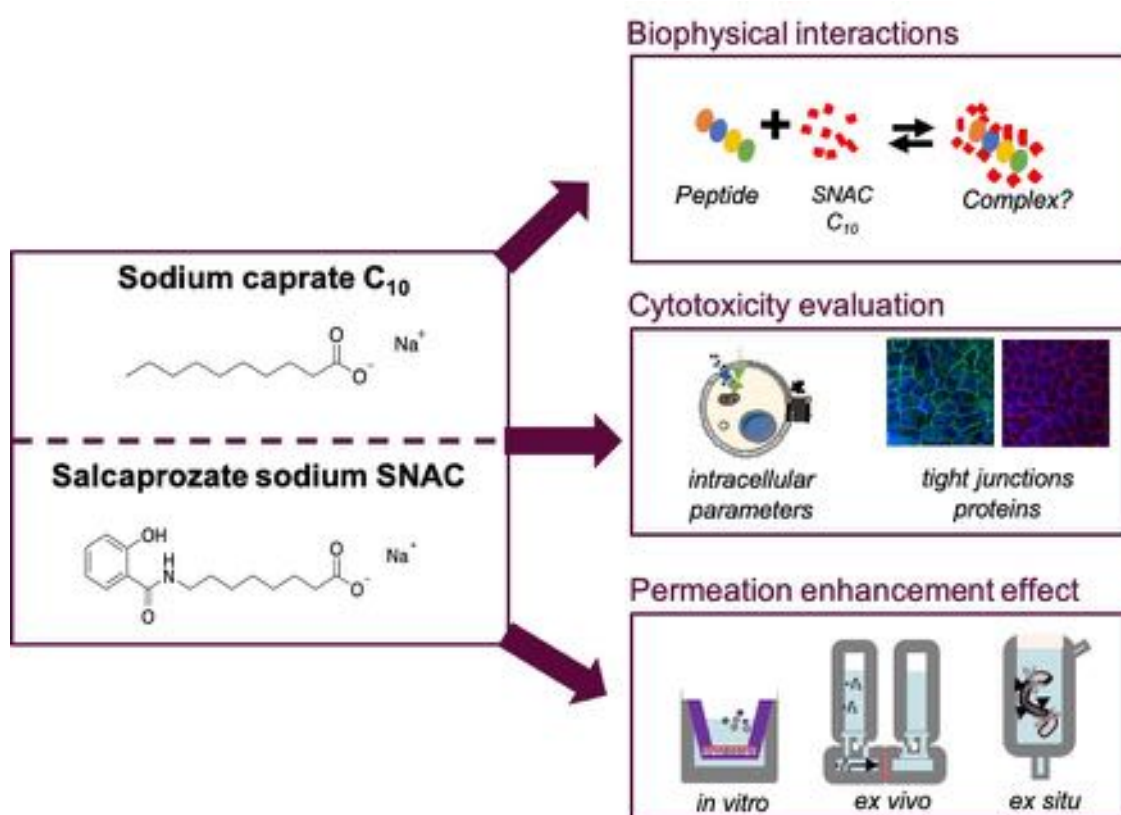 Biophysical interactions
Peptide
SNAC
C₁₀
Complex?
Sodium caprate C₁₀
O
O⁻
Na⁺
Salcaprozate sodium SNAC
OH
H
N
O
O
O⁻
Na⁺
Cytotoxicity evaluation
intracellular
parameters
tight junctions
proteins
Permeation enhancement effect
in vitro
ex vivo
ex situ